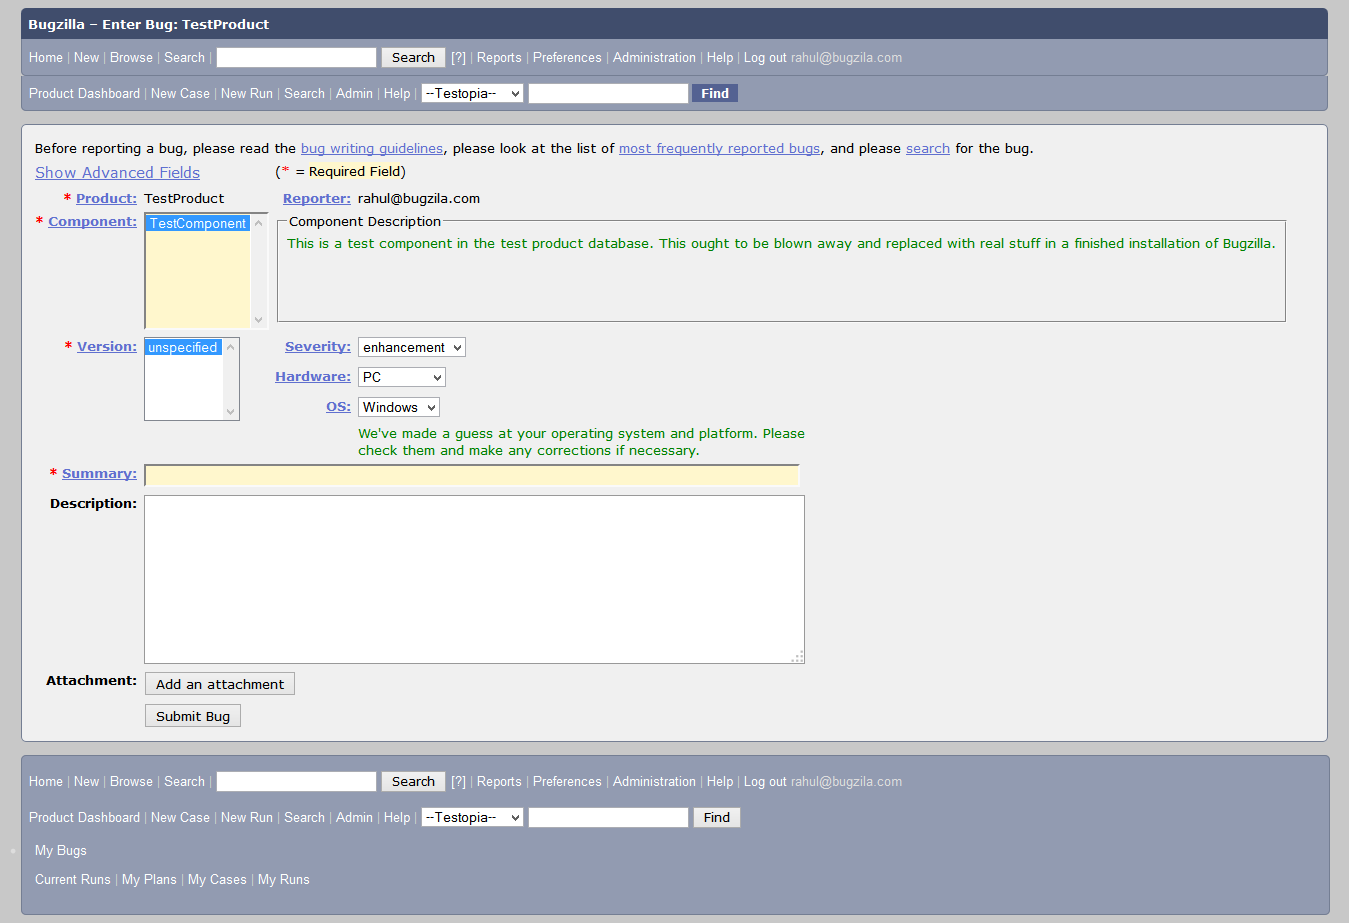 Bugzilla – Enter Bug: TestProduct
Home | New | Browse | Search | Search [?] | Reports | Preferences | Administration | Help | Log out rahul@bugzila.com
Product Dashboard | New Case | New Run | Search | Admin | Help | --Testopia-- Find
Before reporting a bug, please read the bug writing guidelines, please look at the list of most frequently reported bugs, and please search for the bug.
Show Advanced Fields (* = Required Field)
* Product: TestProduct Reporter: rahul@bugzila.com
* Component: TestComponent Component Description
This is a test component in the test product database. This ought to be blown away and replaced with real stuff in a finished installation of Bugzilla.
* Version: unspecified Severity: enhancement
Hardware: PC
OS: Windows
We've made a guess at your operating system and platform. Please
check them and make any corrections if necessary.
* Summary:
Description:
Attachment: Add an attachment
Submit Bug
Home | New | Browse | Search | Search [?] | Reports | Preferences | Administration | Help | Log out rahul@bugzila.com
Product Dashboard | New Case | New Run | Search | Admin | Help | --Testopia-- Find
My Bugs
Current Runs | My Plans | My Cases | My Runs